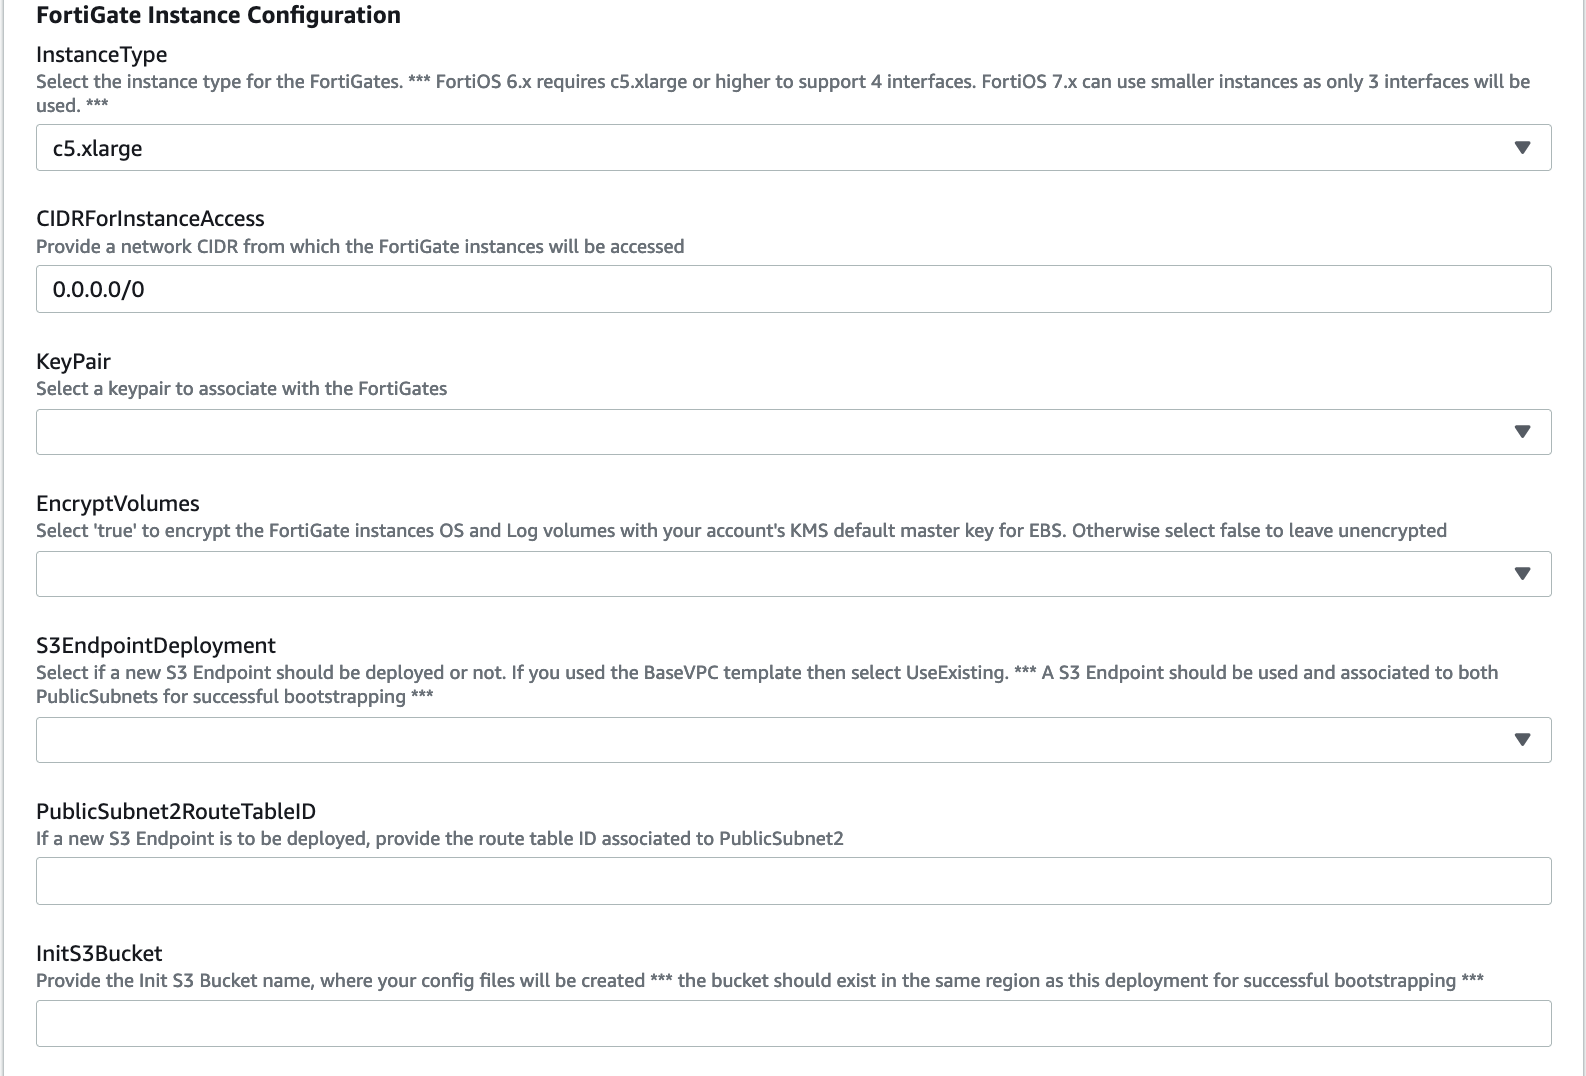 FortiGate Instance Configuration
InstanceType
Select the instance type for the FortiGates. *** FortiOS 6.x requires c5.xlarge or higher to support 4 interfaces. FortiOS 7.x can use smaller instances as only 3 interfaces will be
used. ***
c5.xlarge
CIDRForInstanceAccess
Provide a network CIDR from which the FortiGate instances will be accessed
0.0.0.0/0
KeyPair
Select a keypair to associate with the FortiGates
EncryptVolumes
Select 'true' to encrypt the FortiGate instances OS and Log volumes with your account's KMS default master key for EBS. Otherwise select false to leave unencrypted
S3EndpointDeployment
Select if a new S3 Endpoint should be deployed or not. If you used the BaseVPC template then select UseExisting. *** A S3 Endpoint should be used and associated to both
PublicSubnets for successful bootstrapping ***
PublicSubnet2RouteTableID
If a new S3 Endpoint is to be deployed, provide the route table ID associated to PublicSubnet2
InitS3Bucket
Provide the Init S3 Bucket name, where your config files will be created *** the bucket should exist in the same region as this deployment for successful bootstrapping ***